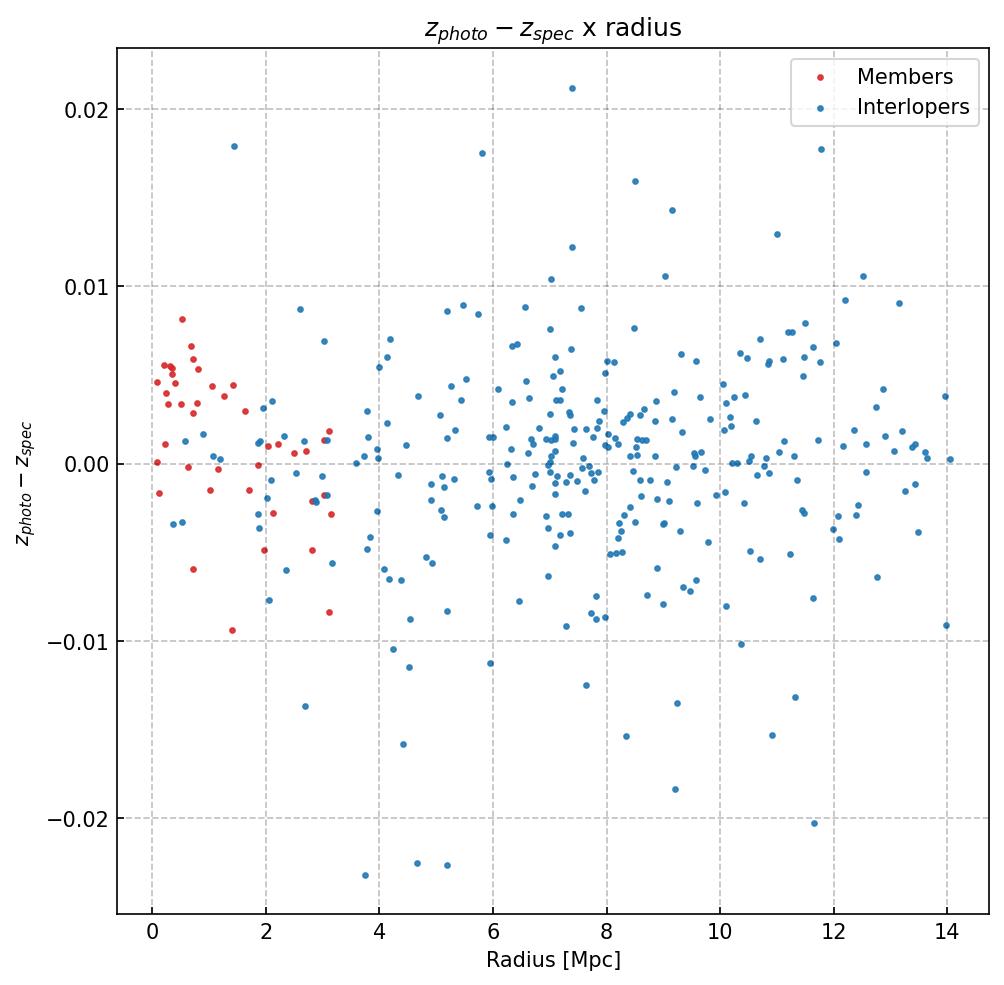 z_photo − z_spec x radius
Members
Interlopers
0.02
0.01
0.00
−0.01
−0.02
z_photo − z_spec
0 2 4 6 8 10 12 14
Radius [Mpc]